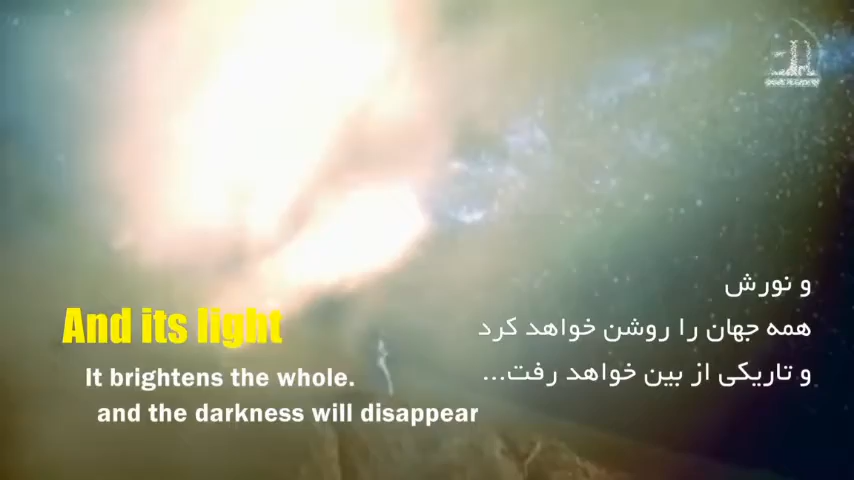 And its light
It brightens the whole.
and the darkness will disappear
و نورش
همه جهان را روشن خواهد کرد
و تاریکی از بین خواهد رفت...